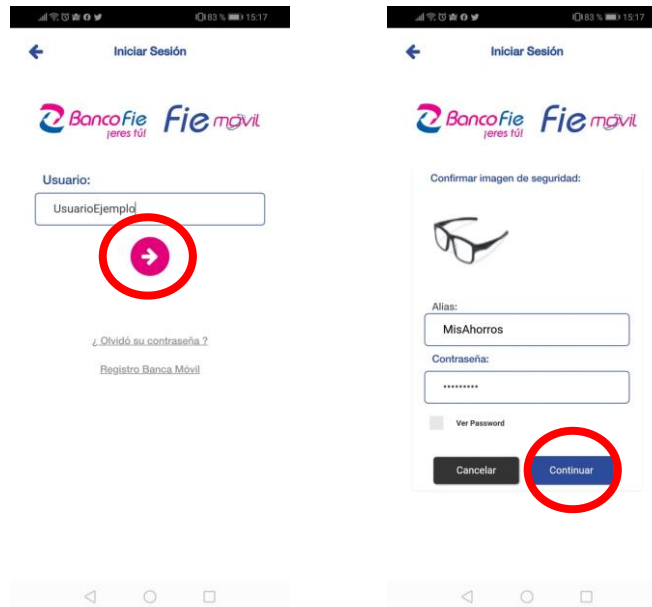 83 % 15:17
Iniciar Sesión
BancoFie
¡eres tú!
Fie móvil
Usuario:
UsuarioEjemplo
¿ Olvidó su contraseña ?
Registro Banca Móvil
83 % 15:17
Iniciar Sesión
BancoFie
¡eres tú!
Fie móvil
Confirmar imagen de seguridad:
Alias:
MisAhorros
Contraseña:
•••••••••
Ver Password
Cancelar Continuar